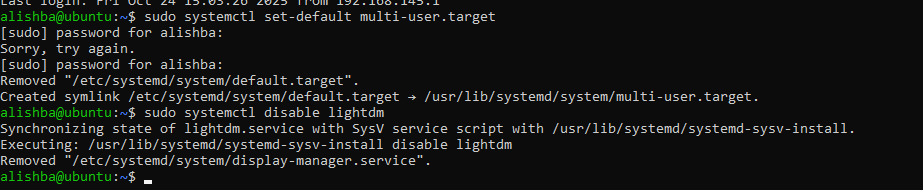 Last login: Fri Oct 24 15:03:26 2025 from 192.168.145.1
alishba@ubuntu:~$ sudo systemctl set-default multi-user.target
[sudo] password for alishba:
Sorry, try again.
[sudo] password for alishba:
Removed "/etc/systemd/system/default.target".
Created symlink /etc/systemd/system/default.target → /usr/lib/systemd/system/multi-user.target.
alishba@ubuntu:~$ sudo systemctl disable lightdm
Synchronizing state of lightdm.service with SysV service script with /usr/lib/systemd/systemd-sysv-install.
Executing: /usr/lib/systemd/systemd-sysv-install disable lightdm
Removed "/etc/systemd/system/display-manager.service".
alishba@ubuntu:~$